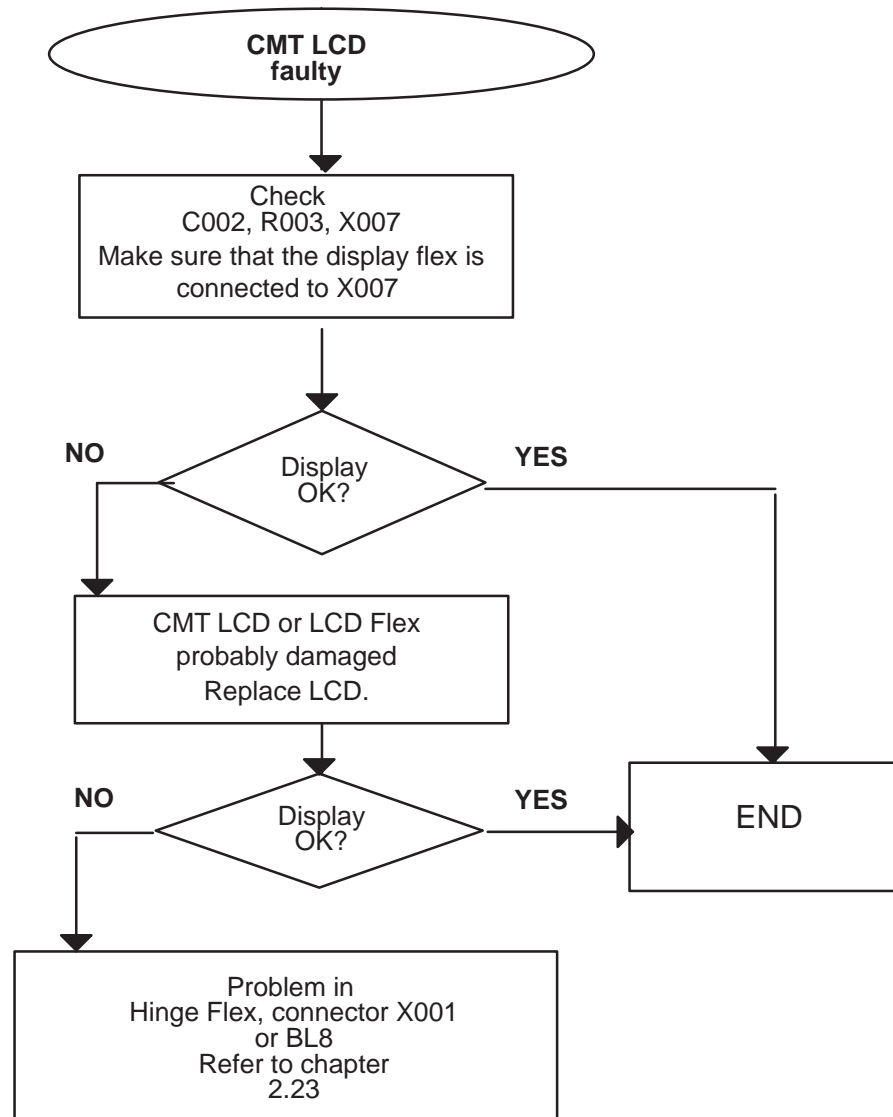 CMT LCD
faulty
Check
C002, R003, X007
Make sure that the display flex is
connected to X007
NO
Display
OK?
YES
CMT LCD or LCD Flex
probably damaged
Replace LCD.
NO
Display
OK?
YES
END
Problem in
Hinge Flex, connector X001
or BL8
Refer to chapter
2.23